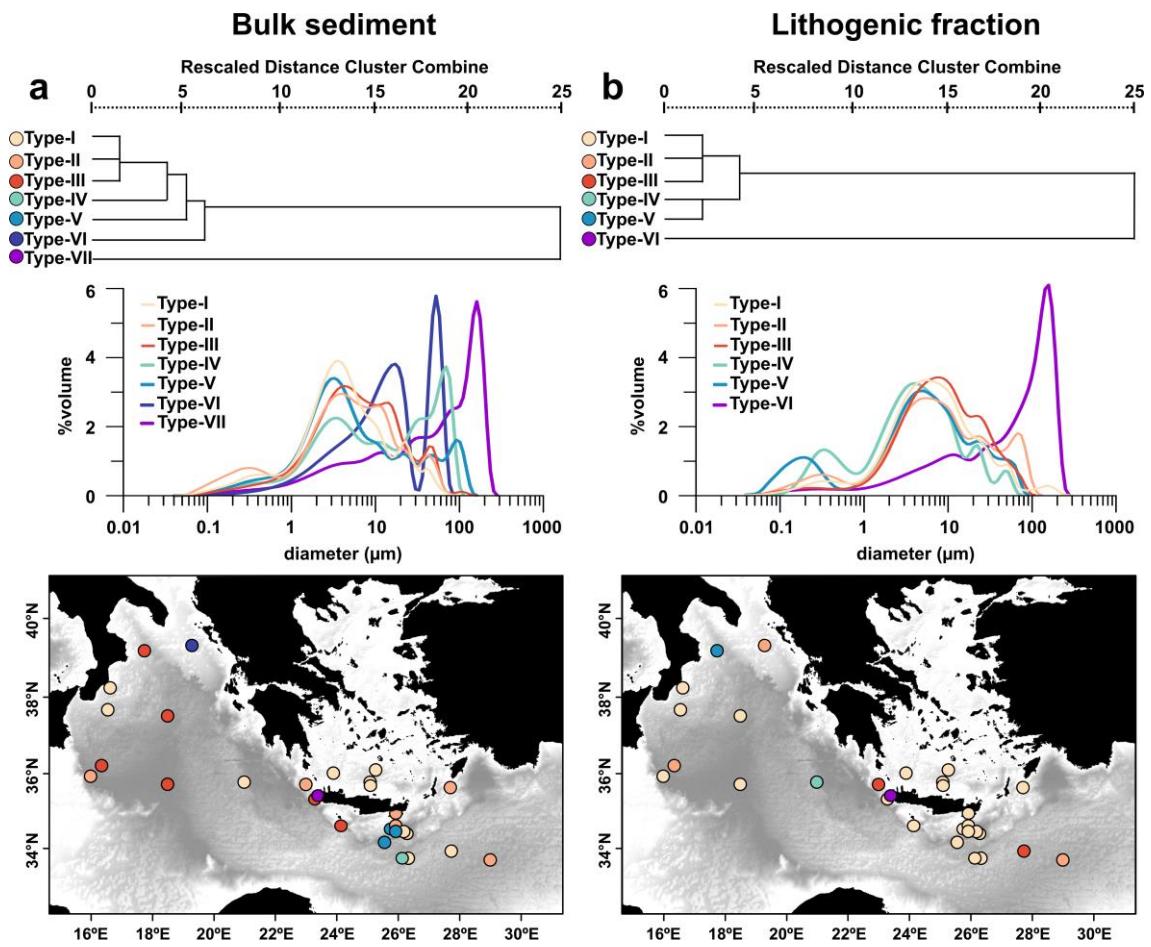 Bulk sediment
Lithogenic fraction
a
Rescaled Distance Cluster Combine
0 5 10 15 20 25
Type-I
Type-II
Type-III
Type-IV
Type-V
Type-VI
Type-VII
b
Rescaled Distance Cluster Combine
0 5 10 15 20 25
Type-I
Type-II
Type-III
Type-IV
Type-V
Type-VI
%volume
6
4
2
0
Type-I
Type-II
Type-III
Type-IV
Type-V
Type-VI
Type-VII
0.01 0.1 1 10 100 1000
diameter (µm)
%volume
6
4
2
0
Type-I
Type-II
Type-III
Type-IV
Type-V
Type-VI
0.01 0.1 1 10 100 1000
diameter (µm)
40°N
38°N
36°N
34°N
16°E 18°E 20°E 22°E 24°E 26°E 28°E 30°E
40°N
38°N
36°N
34°N
16°E 18°E 20°E 22°E 24°E 26°E 28°E 30°E